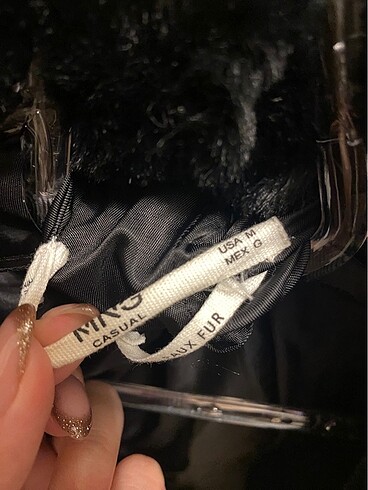 USA M
MEX G
MNG
CASUAL
AUX FUR